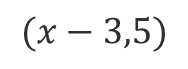 (x − 3,5)